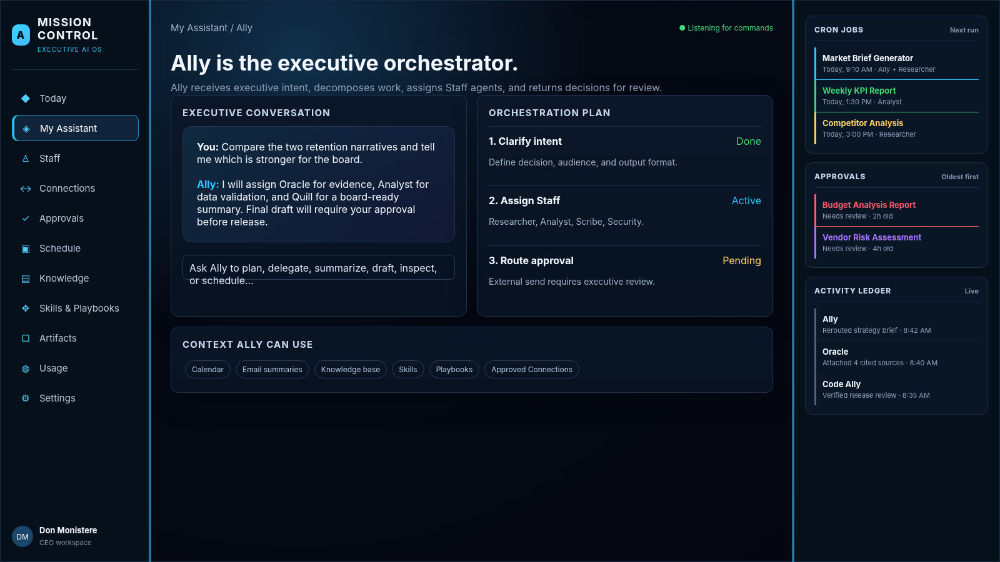 A
MISSION
CONTROL
EXECUTIVE AI OS
Today
My Assistant
Staff
Connections
Approvals
Schedule
Knowledge
Skills & Playbooks
Artifacts
Usage
Settings
DM
Don Monistere
CEO workspace
My Assistant / Ally
Listening for commands
Ally is the executive orchestrator.
Ally receives executive intent, decomposes work, assigns Staff agents, and returns decisions for review.
EXECUTIVE CONVERSATION
You: Compare the two retention narratives and tell
me which is stronger for the board.
Ally: I will assign Oracle for evidence, Analyst for
data validation, and Quill for a board-ready
summary. Final draft will require your approval
before release.
Ask Ally to plan, delegate, summarize, draft, inspect,
or schedule...
ORCHESTRATION PLAN
1. Clarify intent Done
Define decision, audience, and output format.
2. Assign Staff Active
Researcher, Analyst, Scribe, Security.
3. Route approval Pending
External send requires executive review.
CONTEXT ALLY CAN USE
Calendar Email summaries Knowledge base Skills Playbooks Approved Connections
CRON JOBS Next run
Market Brief Generator
Today, 9:10 AM · Ally + Researcher
Weekly KPI Report
Today, 1:30 PM · Analyst
Competitor Analysis
Today, 3:00 PM · Researcher
APPROVALS Oldest first
Budget Analysis Report
Needs review · 2h old
Vendor Risk Assessment
Needs review · 4h old
ACTIVITY LEDGER Live
Ally
Rerouted strategy brief · 8:42 AM
Oracle
Attached 4 cited sources · 8:40 AM
Code Ally
Verified release review · 8:35 AM